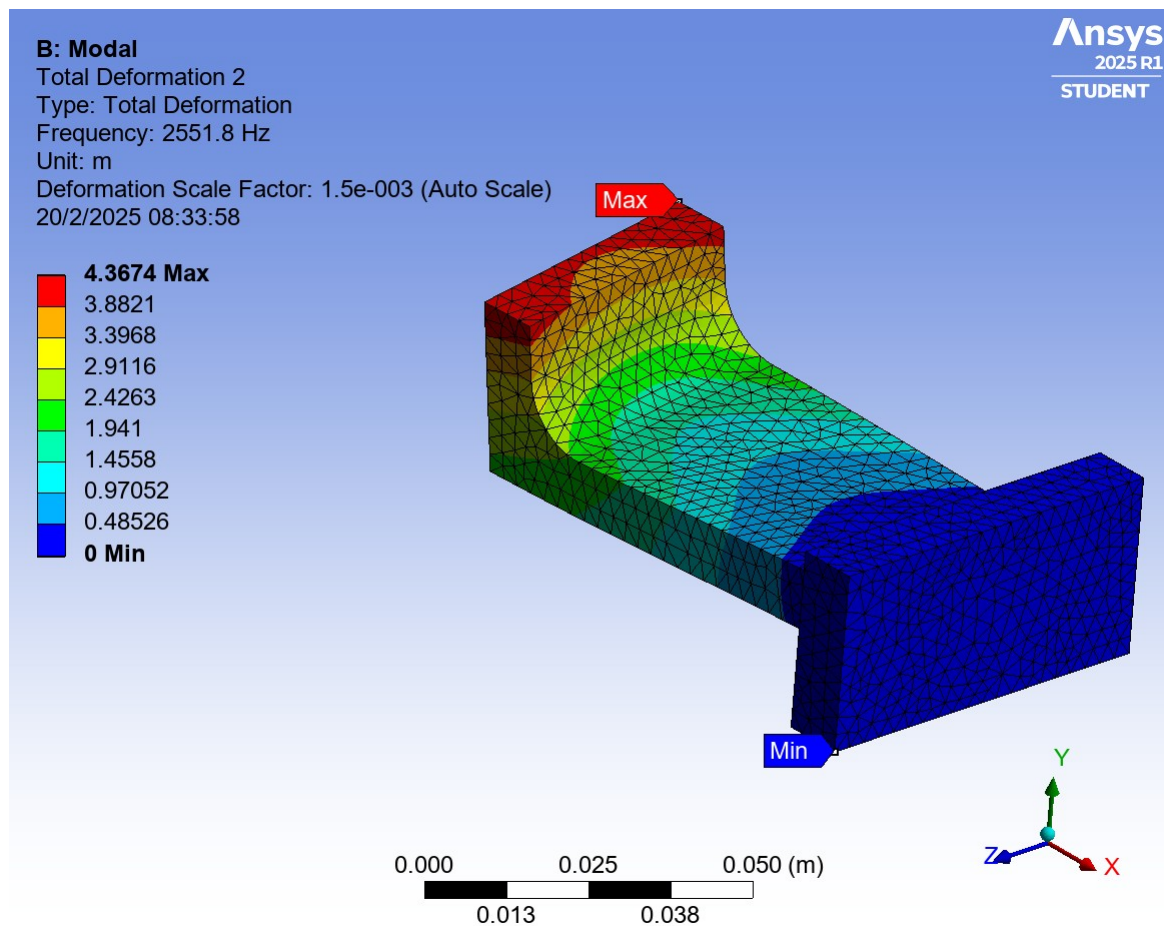 B: Modal
Total Deformation 2
Type: Total Deformation
Frequency: 2551.8 Hz
Unit: m
Deformation Scale Factor: 1.5e-003 (Auto Scale)
20/2/2025 08:33:58
Ansys
2025 R1
STUDENT
4.3674 Max
3.8821
3.3968
2.9116
2.4263
1.941
1.4558
0.97052
0.48526
0 Min
Max
Min
Y
Z
X
0.000 0.025 0.050 (m)
0.013 0.038